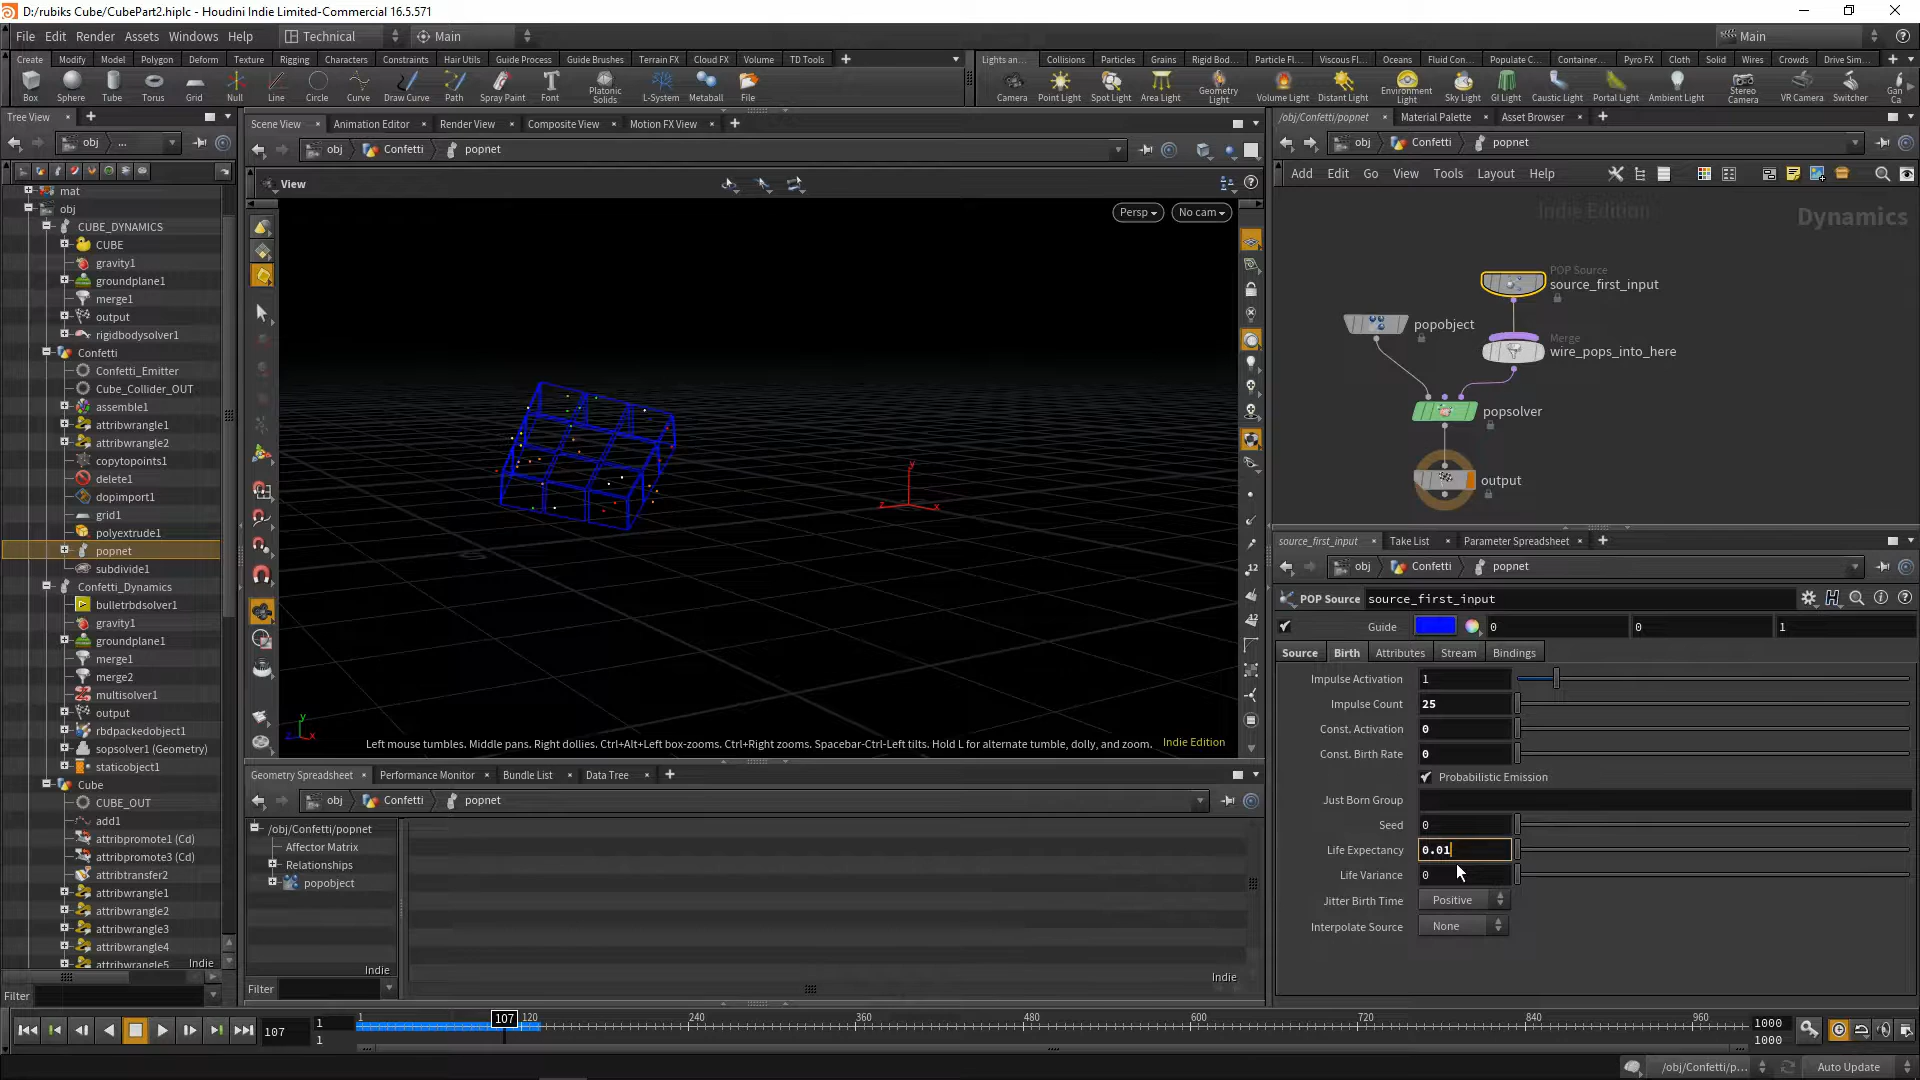 D:/rubiks Cube/CubePart2.hiplc - Houdini Indie Limited-Commercial 16.5.571
File Edit Render Assets Windows Help Technical Main Main
Create Modify Model Polygon Deform Texture Rigging Characters Constraints Hair Utils Guide Process Guide Brushes Terrain FX Cloud FX Volume TD Tools
Lights an... Collisions Particles Grains Rigid Bod... Particle Fl... Viscous Fl... Oceans Fluid Con... Populate C... Container... Pyro FX Cloth Solid Wires Crowds Drive Sim...
Box Sphere Tube Torus Grid Null Line Circle Curve Draw Curve Path Spray Paint Font Platonic Solids L-System Metaball File
Camera Point Light Spot Light Area Light Geometry Light Volume Light Distant Light Environment Light Sky Light GI Light Caustic Light Portal Light Ambient Light Stereo Camera VR Camera Switcher Gan Ca
Tree View
obj ...
mat
obj
CUBE_DYNAMICS
CUBE
gravity1
groundplane1
merge1
output
rigidbodysolver1
Confetti
Confetti_Emitter
Cube_Collider_OUT
assemble1
attribwrangle1
attribwrangle2
copytopoints1
delete1
dopimport1
grid1
polyextrude1
popnet
subdivide1
Confetti_Dynamics
bulletrbdsolver1
gravity1
groundplane1
merge1
merge2
multisolver1
output
rbdpackedobject1
sopsolver1 (Geometry)
staticobject1
Cube
CUBE_OUT
add1
attribpromote1 (Cd)
attribpromote3 (Cd)
attribtransfer2
attribwrangle1
attribwrangle2
attribwrangle3
attribwrangle4
attribwrangle5
Indie
Filter
Scene View Animation Editor Render View Composite View Motion FX View
obj Confetti popnet
View
Persp No cam
y
z x
y
z x
Left mouse tumbles. Middle pans. Right dollies. Ctrl+Alt+Left box-zooms. Ctrl+Right zooms. Spacebar-Ctrl-Left tilts. Hold L for alternate tumble, dolly, and zoom. Indie Edition
12
12
Geometry Spreadsheet Performance Monitor Bundle List Data Tree
obj Confetti popnet
/obj/Confetti/popnet
Affector Matrix
Relationships
popobject
Indie
Indie
Filter
/obj/Confetti/popnet Material Palette Asset Browser
obj Confetti popnet
Add Edit Go View Tools Layout Help
Indie Edition
Dynamics
POP Source
source_first_input
popobject
Merge
wire_pops_into_here
popsolver
output
source_first_input Take List Parameter Spreadsheet
obj Confetti popnet
POP Source source_first_input
Guide 0 0 1
Source Birth Attributes Stream Bindings
Impulse Activation 1
Impulse Count 25
Const. Activation 0
Const. Birth Rate 0
Probabilistic Emission
Just Born Group
Seed 0
Life Expectancy 0.01
Life Variance 0
Jitter Birth Time Positive
Interpolate Source None
107
1
1
1 107 120 240 360 480 600 720 840 960
1000
1000
/obj/Confetti/p... Auto Update